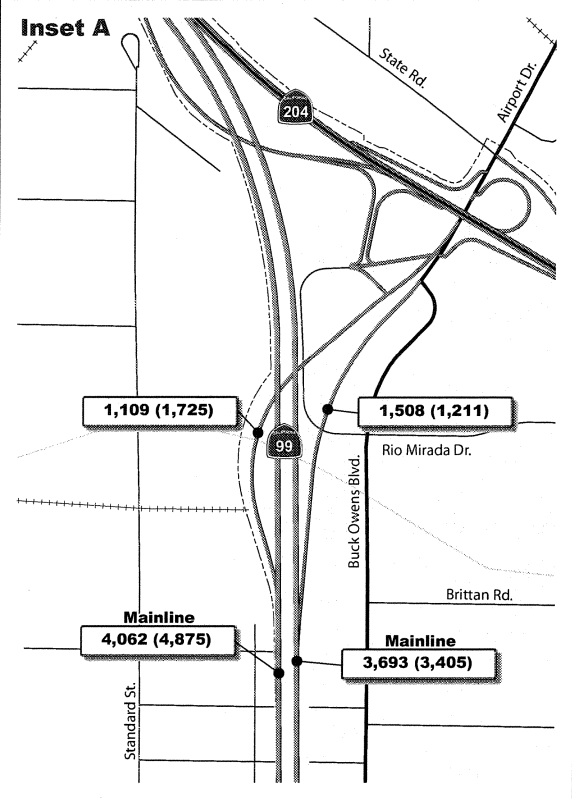 Inset A
State Rd.
Airport Dr.
204
1,109 (1,725)
1,508 (1,211)
99
Rio Mirada Dr.
Buck Owens Blvd.
Brittan Rd.
Mainline
4,062 (4,875)
Mainline
3,693 (3,405)
Standard St.